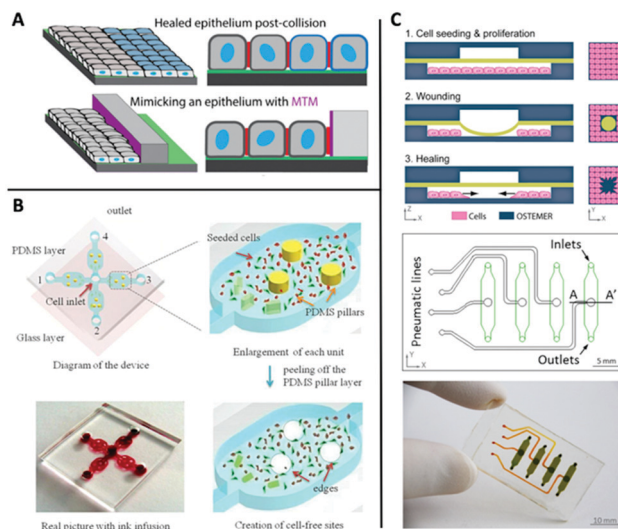 A
Healed epithelium post-collision
Mimicking an epithelium with MTM
B
outlet
PDMS layer
4
1
3
Cell inlet
2
Glass layer
Diagram of the device
Seeded cells
PDMS pillars
Enlargement of each unit
peeling off the
PDMS pillar layer
Real picture with ink infusion
edges
Creation of cell-free sites
C
1. Cell seeding & proliferation
2. Wounding
3. Healing
Z
X
Cells
OSTEMER
Y
X
Pneumatic lines
Inlets
A
A'
Outlets
Y
X
5 mm
10 mm